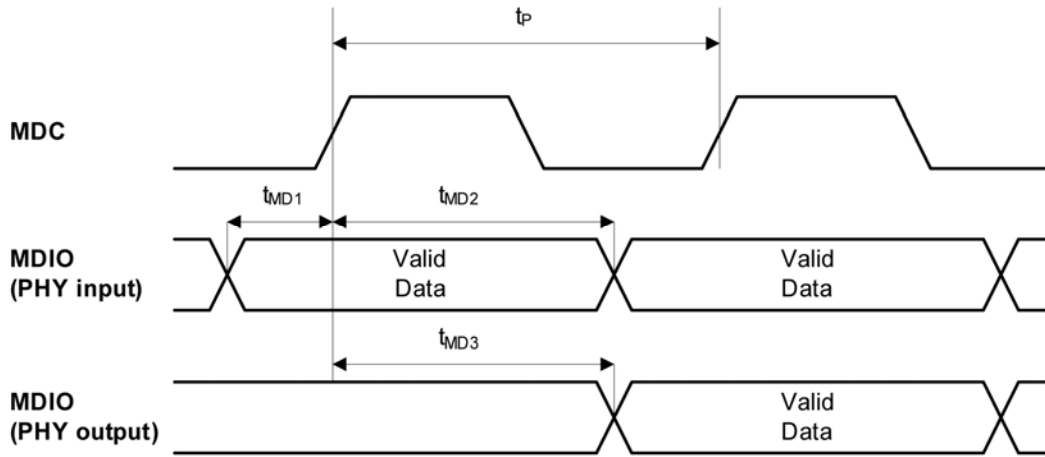 tP
MDC
tMD1
tMD2
MDIO
(PHY input)
Valid
Data
Valid
Data
tMD3
MDIO
(PHY output)
Valid
Data